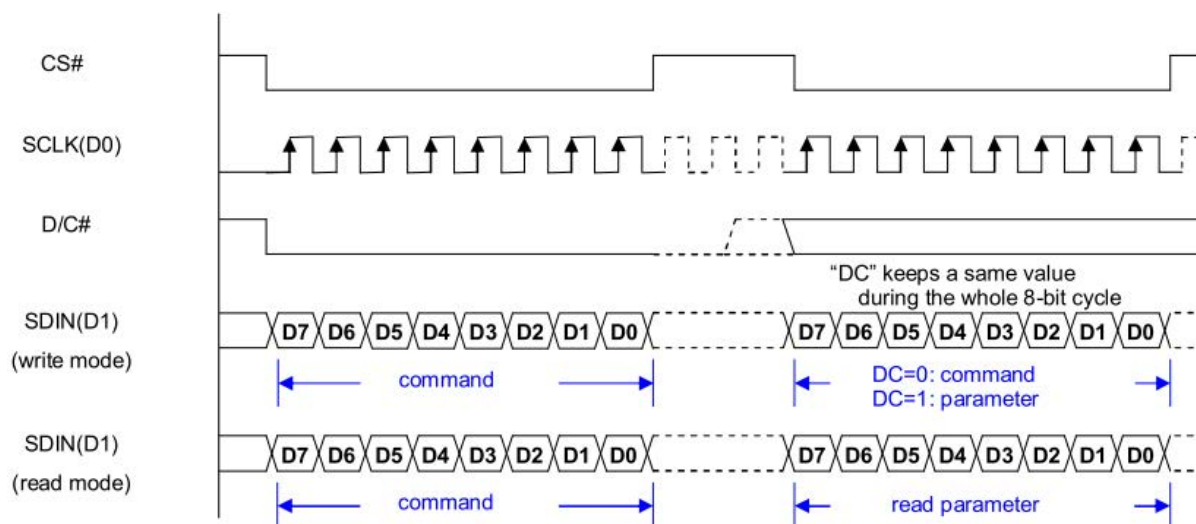 CS#
SCLK(D0)
D/C#
“DC” keeps a same value
during the whole 8-bit cycle
SDIN(D1)
(write mode)
D7 D6 D5 D4 D3 D2 D1 D0 D7 D6 D5 D4 D3 D2 D1 D0
command
DC=0: command
DC=1: parameter
SDIN(D1)
(read mode)
D7 D6 D5 D4 D3 D2 D1 D0 D7 D6 D5 D4 D3 D2 D1 D0
command
read parameter